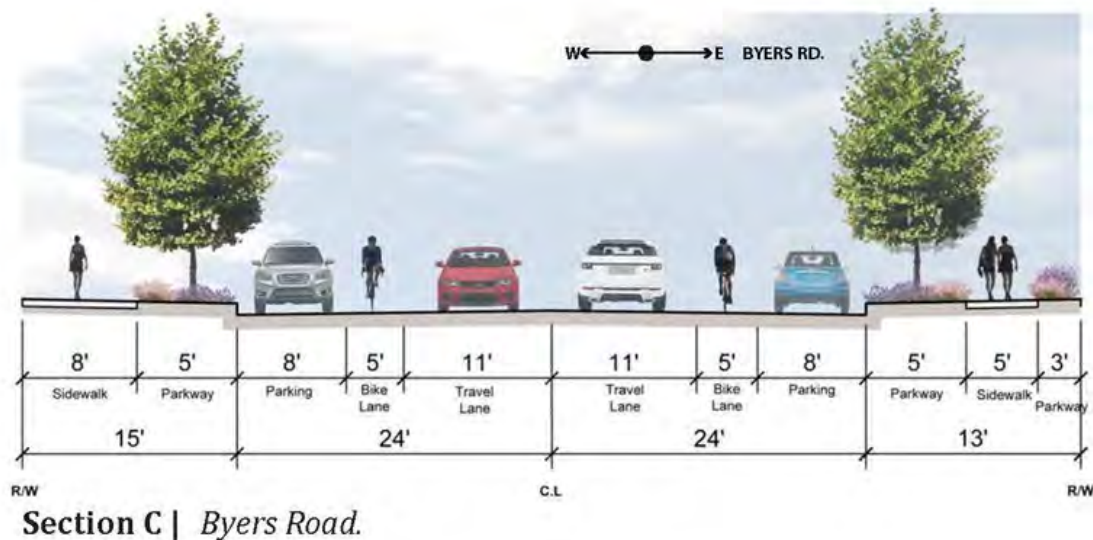 W E BYERS RD.
8' 5' 8' 5' 11' 11' 5' 8' 5' 5' 3'
Sidewalk Parkway Parking Bike Lane Travel Lane Travel Lane Bike Lane Parking Parkway Sidewalk Parkway
15' 24' 24' 13'
R/W C.L R/W
Section C | Byers Road.